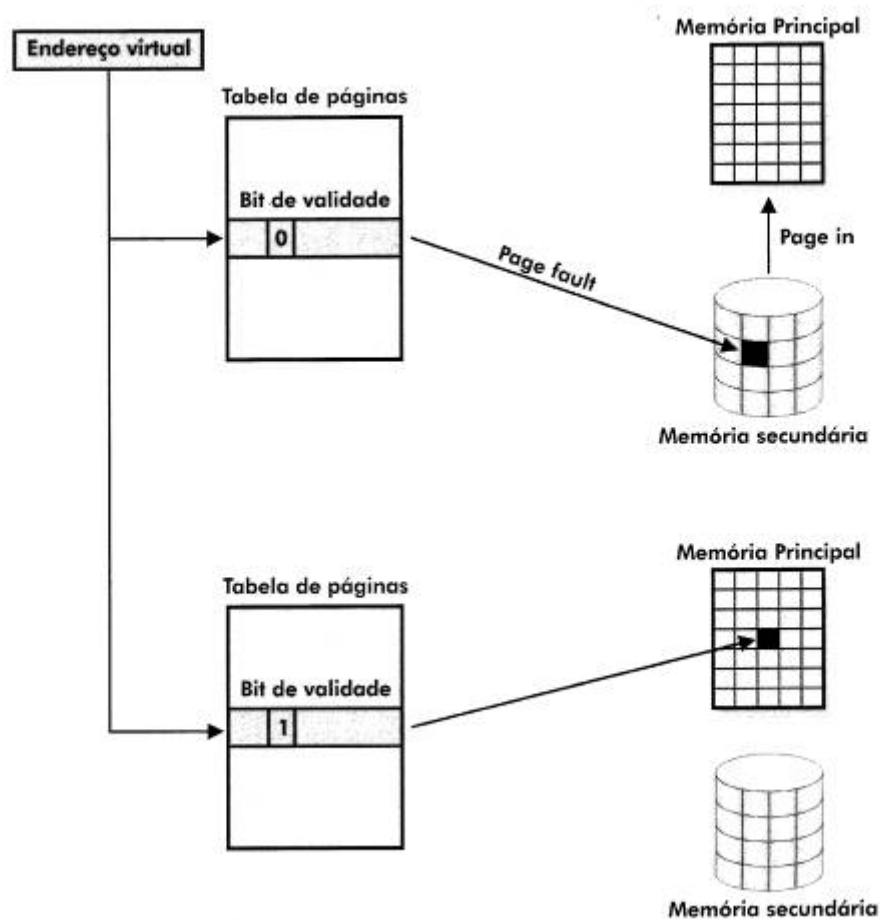 Endereço virtual
Memória Principal
Tabela de páginas
Bit de validade
0
Page fault
Page in
Memória secundária
Memória Principal
Tabela de páginas
Bit de validade
1
Memória secundária